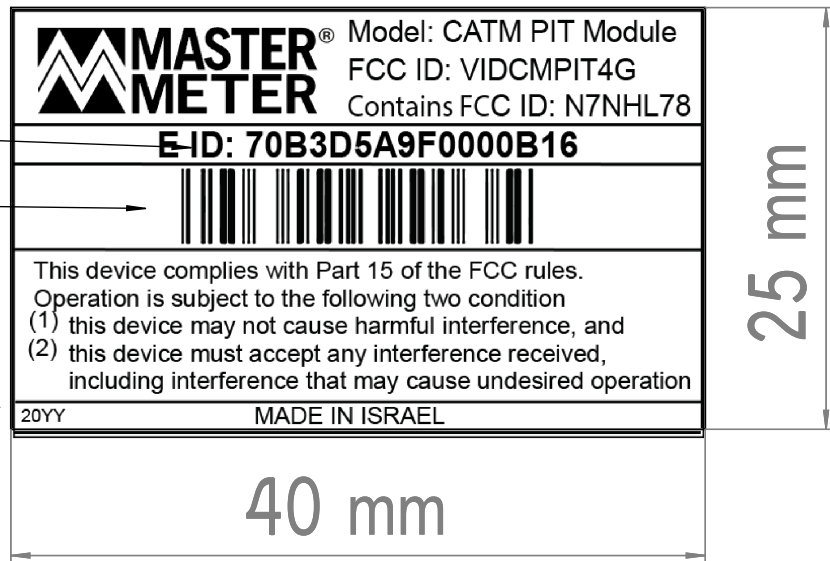 MASTER METER®
Model: CATM PIT Module
FCC ID: VIDCMPIT4G
Contains FCC ID: N7NHL78
E-ID: 70B3D5A9F0000B16
This device complies with Part 15 of the FCC rules.
Operation is subject to the following two condition
(1) this device may not cause harmful interference, and
(2) this device must accept any interference received,
including interference that may cause undesired operation
20YY MADE IN ISRAEL
25 mm
40 mm